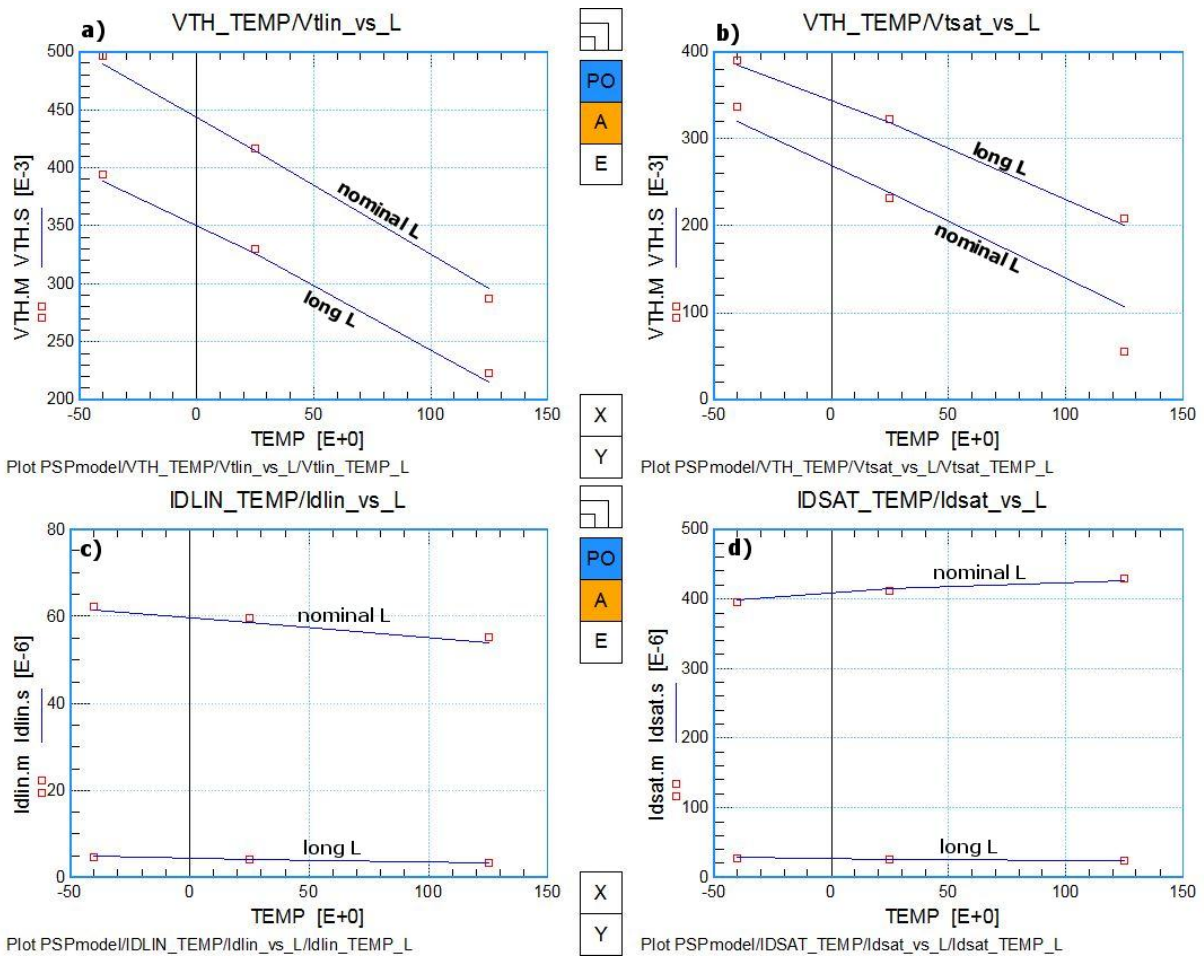 a) VTH_TEMP/Vtlin_vs_L
500
450
400
350
300
250
200
VTH.M VTH.S [E-3]
nominal L
long L
-50 0 50 100 150
TEMP [E+0]
Plot PSPmodel/VTH_TEMP/Vtlin_vs_L/Vtlin_TEMP_L
PO
A
E
X
Y
b) VTH_TEMP/Vtsat_vs_L
400
300
200
100
0
VTH.M VTH.S [E-3]
long L
nominal L
-50 0 50 100 150
TEMP [E+0]
Plot PSPmodel/VTH_TEMP/Vtsat_vs_L/Vtsat_TEMP_L
c) IDLIN_TEMP/Idlin_vs_L
80
60
40
20
0
Idlin.m Idlin.s [E-6]
nominal L
long L
-50 0 50 100 150
TEMP [E+0]
Plot PSPmodel/IDLIN_TEMP/Idlin_vs_L/Idlin_TEMP_L
PO
A
E
X
Y
d) IDSAT_TEMP/Idsat_vs_L
500
400
300
200
100
0
Idsat.m Idsat.s [E-6]
nominal L
long L
-50 0 50 100 150
TEMP [E+0]
Plot PSPmodel/IDSAT_TEMP/Idsat_vs_L/Idsat_TEMP_L